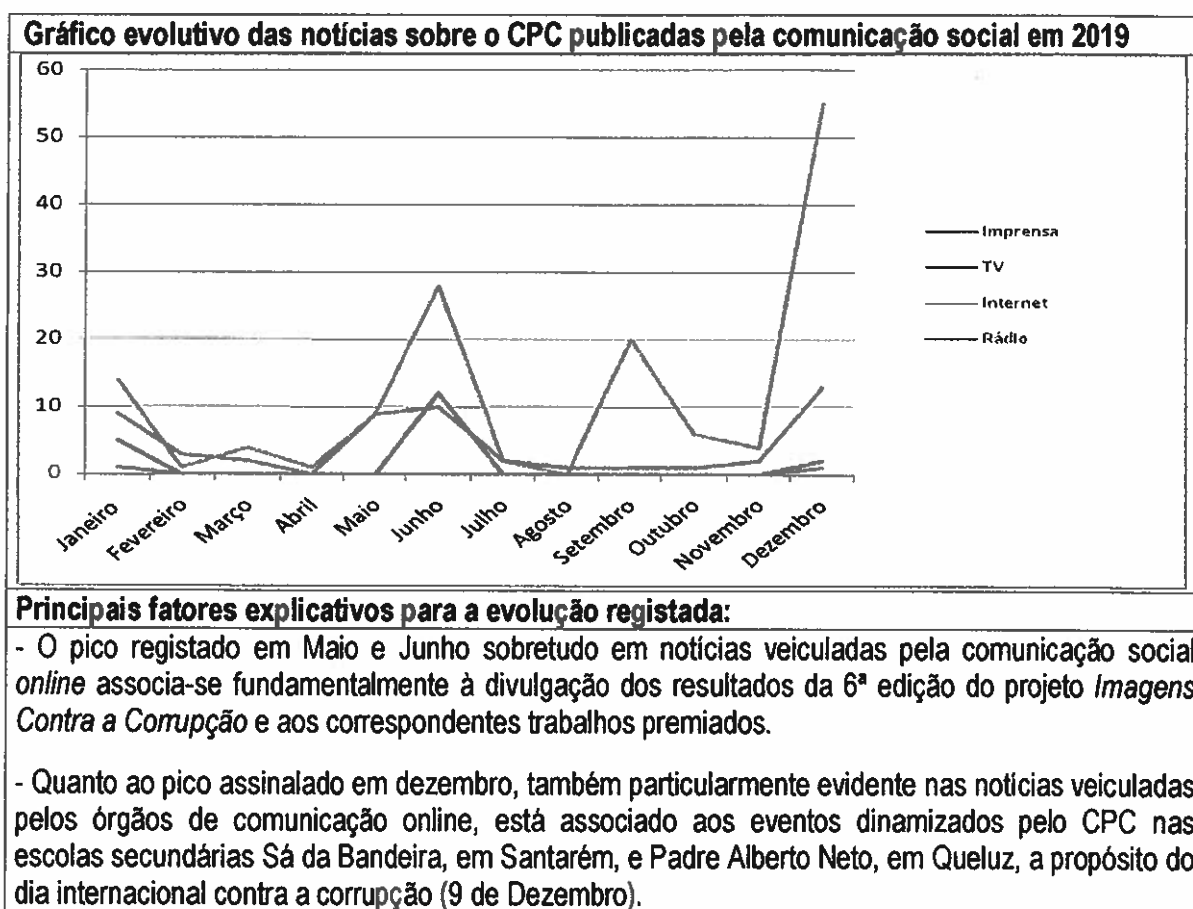 Gráfico evolutivo das notícias sobre o CPC publicadas pela comunicação social em 2019
60
50
40
30
20
10
0
Janeiro
Fevereiro
Março
Abril
Maio
Junho
Julho
Agosto
Setembro
Outubro
Novembro
Dezembro
Imprensa
TV
Internet
Rádio
Principais fatores explicativos para a evolução registada:
- O pico registado em Maio e Junho sobretudo em notícias veiculadas pela comunicação social
online associa-se fundamentalmente à divulgação dos resultados da 6ª edição do projeto Imagens
Contra a Corrupção e aos correspondentes trabalhos premiados.
- Quanto ao pico assinalado em dezembro, também particularmente evidente nas notícias veiculadas
pelos órgãos de comunicação online, está associado aos eventos dinamizados pelo CPC nas
escolas secundárias Sá da Bandeira, em Santarém, e Padre Alberto Neto, em Queluz, a propósito do
dia internacional contra a corrupção (9 de Dezembro).